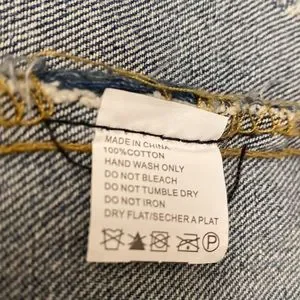 MADE IN CHINA
100%COTTON
HAND WASH ONLY
DO NOT BLEACH
DO NOT TUMBLE DRY
DO NOT IRON
DRY FLAT/SECHER A PLAT
P